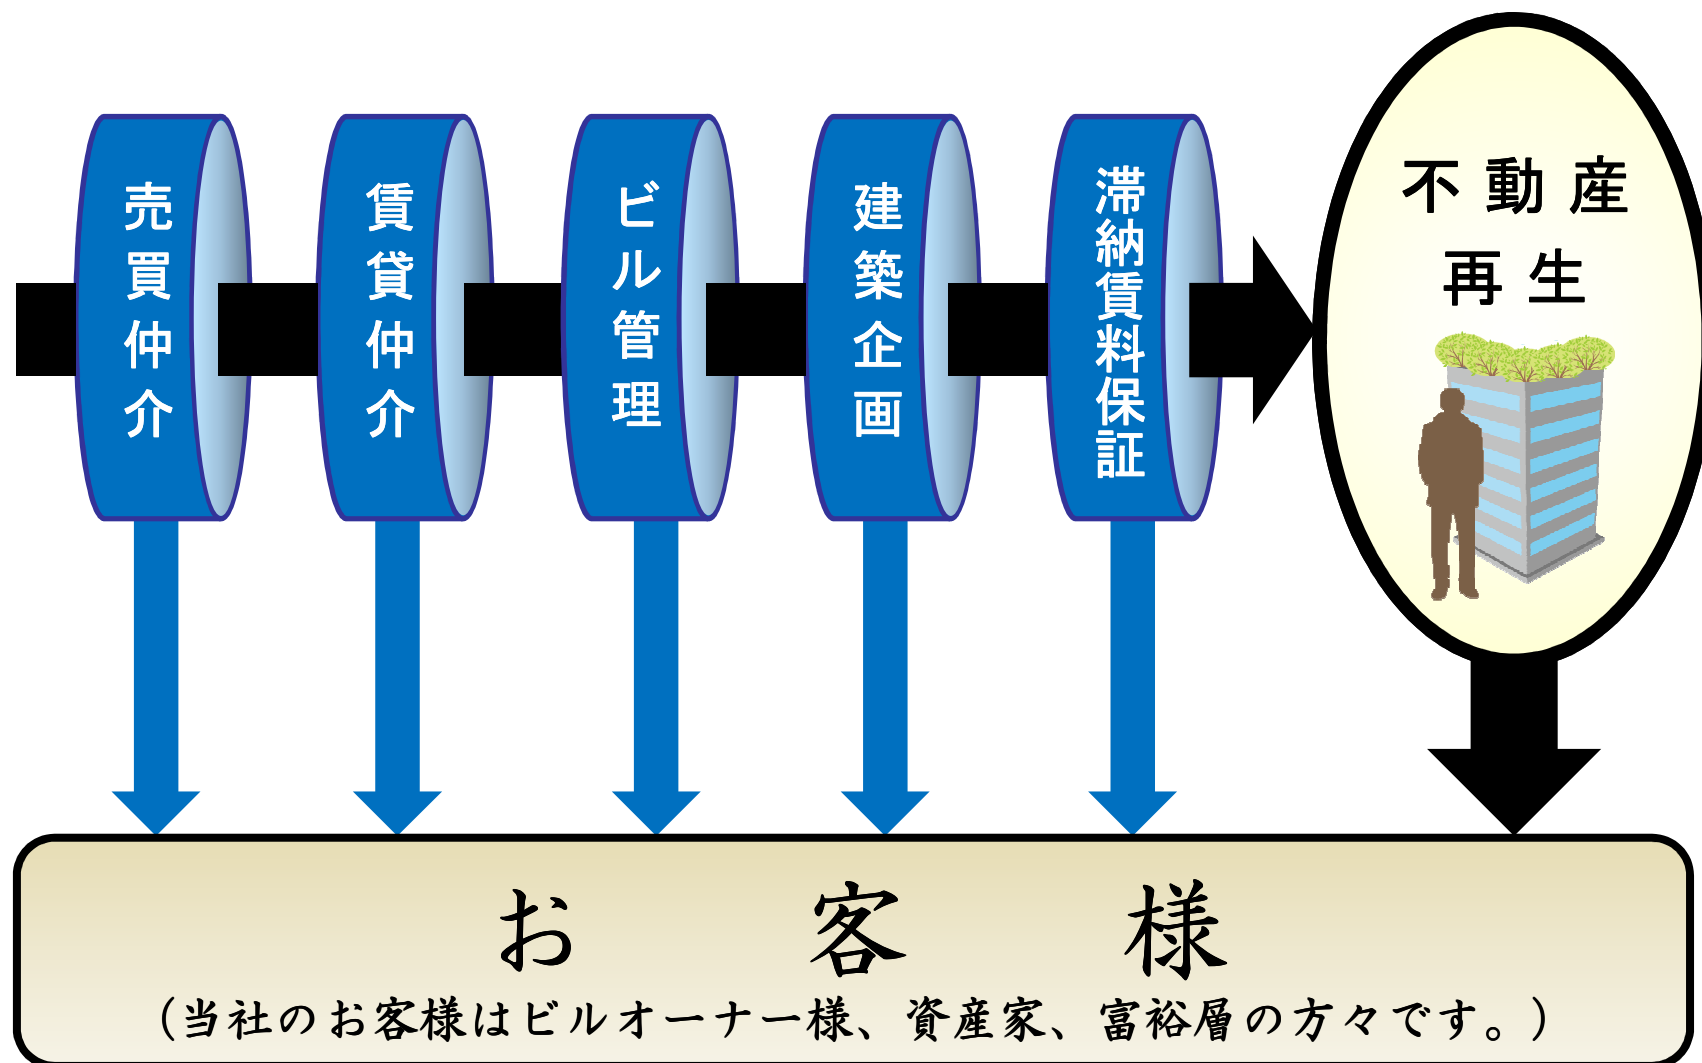 売買仲介
賃貸仲介
ビル管理
建築企画
滞納賃料保証
不動産
再生
お客様
(当社のお客様はビルオーナー様、資産家、富裕層の方々です。)